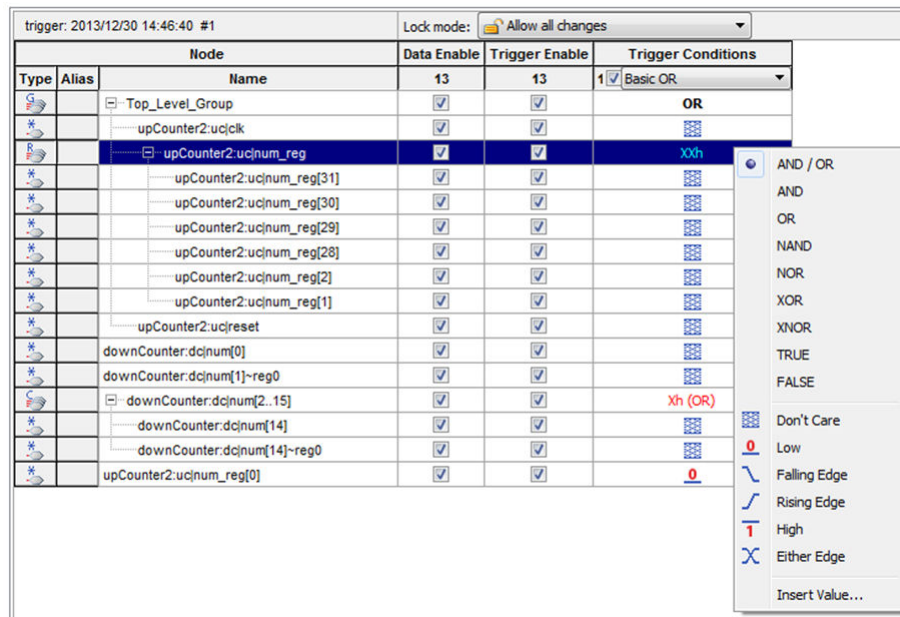 trigger: 2013/12/30 14:46:40 #1 Lock mode: Allow all changes
Node Data Enable Trigger Enable Trigger Conditions
Type Alias Name 13 13 1 Basic OR
G Top_Level_Group OR
* upCounter2:uc|clk
R upCounter2:uc|num_reg XXh
* upCounter2:uc|num_reg[31]
* upCounter2:uc|num_reg[30]
* upCounter2:uc|num_reg[29]
* upCounter2:uc|num_reg[28]
* upCounter2:uc|num_reg[2]
* upCounter2:uc|num_reg[1]
* upCounter2:uc|reset
* downCounter:dc|num[0]
* downCounter:dc|num[1]~reg0
C downCounter:dc|num[2..15] Xh (OR)
* downCounter:dc|num[14]
* downCounter:dc|num[14]~reg0
* upCounter2:uc|num_reg[0] 0
AND / OR
AND
OR
NAND
NOR
XOR
XNOR
TRUE
FALSE
Don't Care
0 Low
Falling Edge
Rising Edge
1 High
Either Edge
Insert Value...